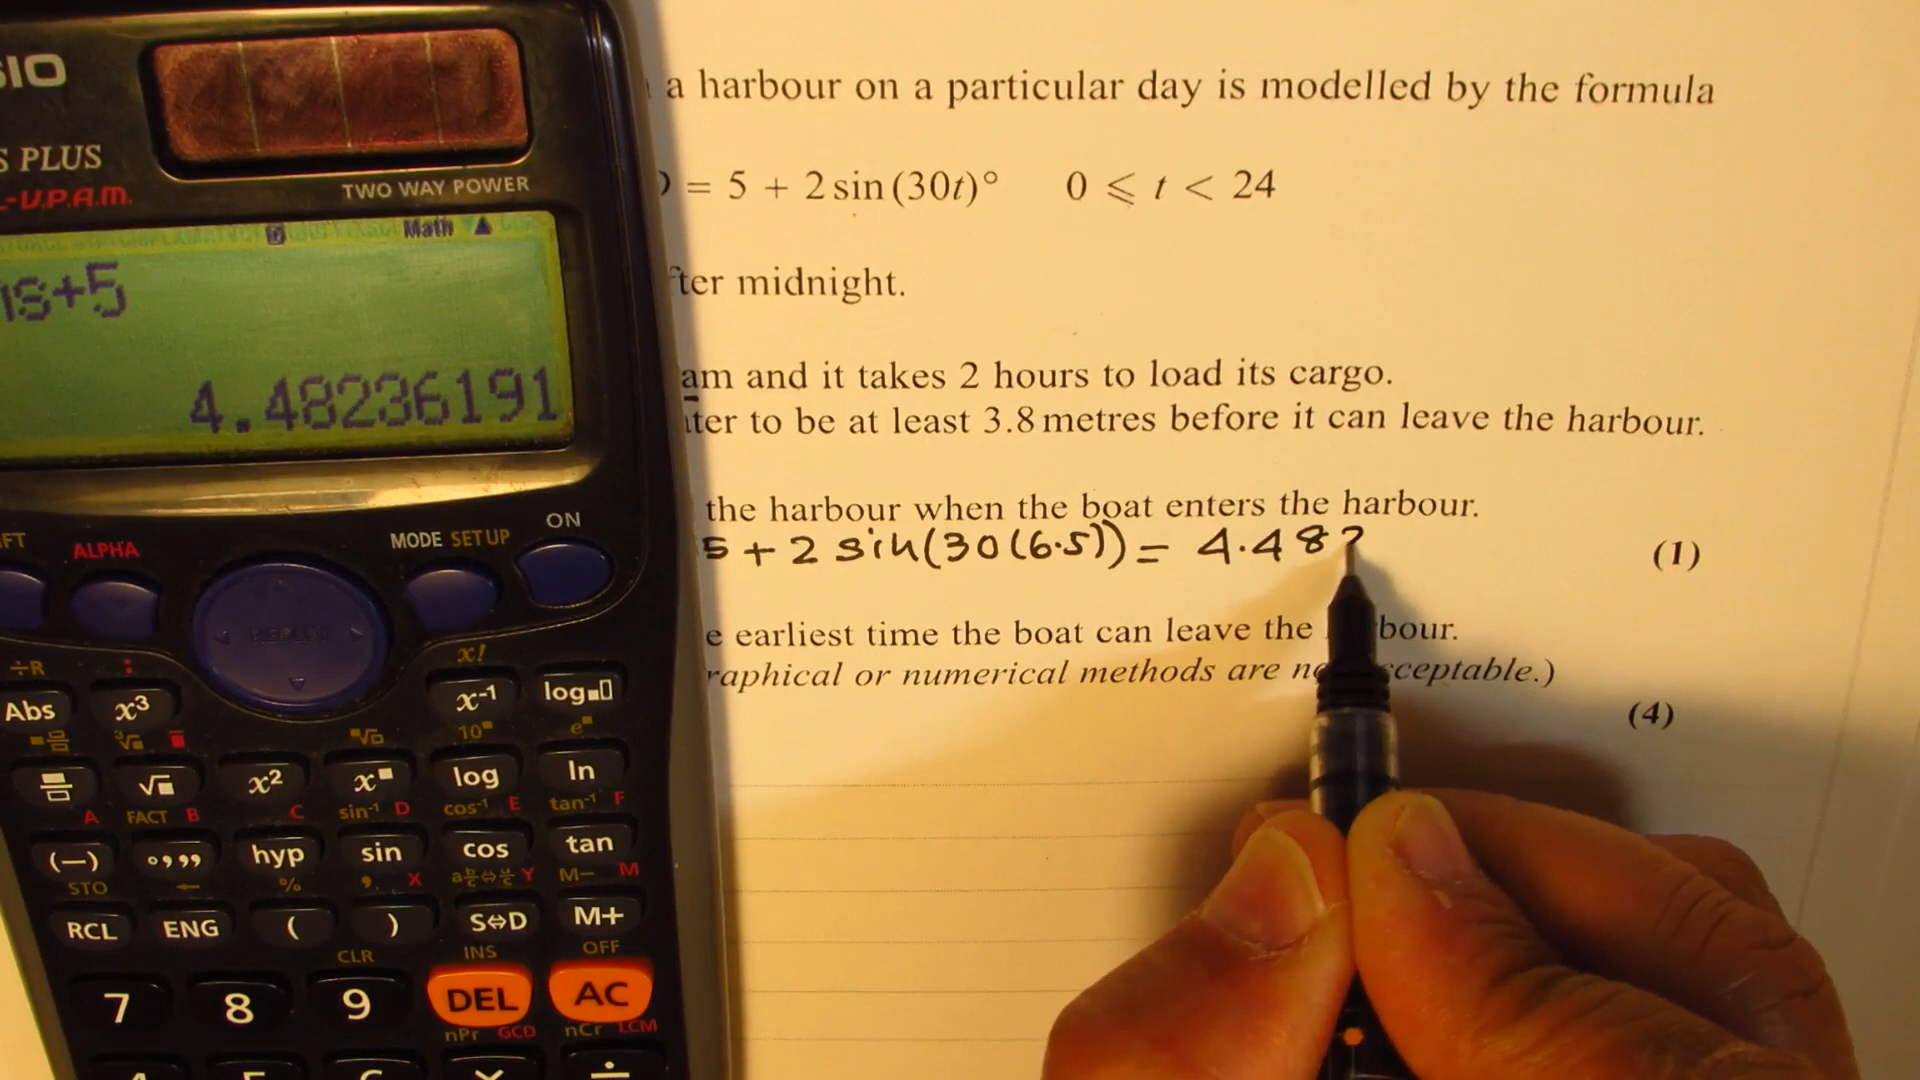 SIO
S PLUS
-V.P.A.M.
TWO WAY POWER
Math ▲
ns+5
4.48236191
a harbour on a particular day is modelled by the formula
D = 5 + 2 sin (30t)° 0 ⩽ t < 24
fter midnight.
am and it takes 2 hours to load its cargo.
ter to be at least 3.8 metres before it can leave the harbour.
the harbour when the boat enters the harbour.
5 + 2 sin(30(6.5)) = 4.482
(1)
e earliest time the boat can leave the bour.
raphical or numerical methods are no cceptable.)
(4)
FT ALPHA MODE SETUP ON
REPLAY
÷R : x!
Abs x³ x⁻¹ log
10■ e■
√ x² x■ log ln
A FACT B C sin⁻¹ D cos⁻¹ E tan⁻¹ F
(—) °,,, hyp sin cos tan
STO ← % , X Y M− M
RCL ENG ( ) S⇔D M+
CLR INS OFF
7 8 9 DEL AC
nPr GCD nCr LCM
× ÷